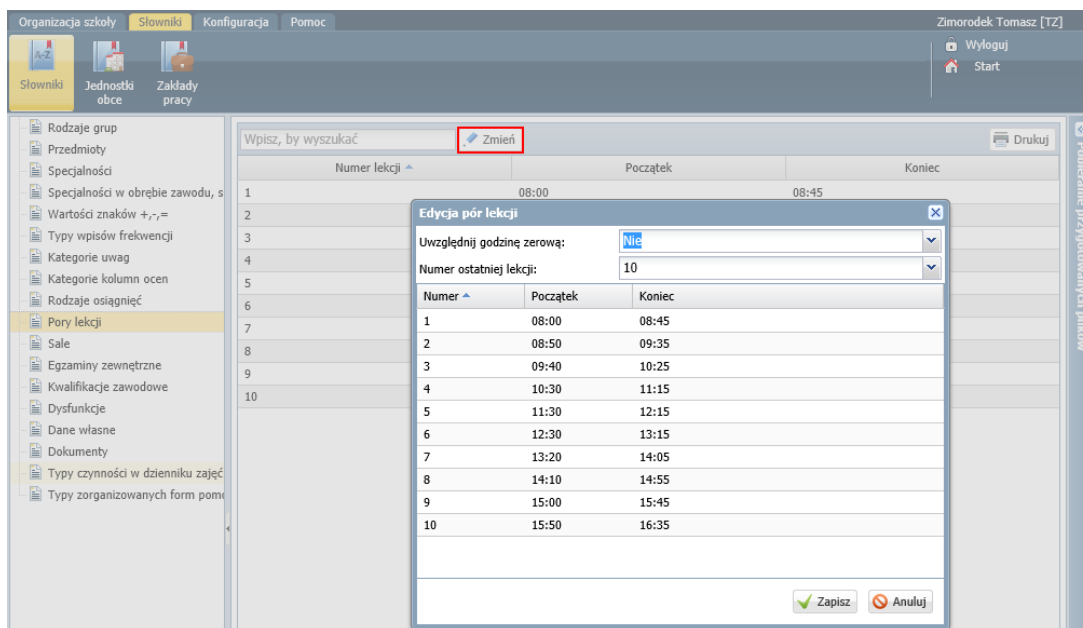 Organizacja szkoły Słowniki Konfiguracja Pomoc Zimorodek Tomasz [TZ]
A-Z
Słowniki
Jednostki obce
Zakłady pracy
Wyloguj
Start
Rodzaje grup
Przedmioty
Specjalności
Specjalności w obrębie zawodu, s
Wartości znaków +,-,=
Typy wpisów frekwencji
Kategorie uwag
Kategorie kolumn ocen
Rodzaje osiągnięć
Pory lekcji
Sale
Egzaminy zewnętrzne
Kwalifikacje zawodowe
Dysfunkcje
Dane własne
Dokumenty
Typy czynności w dzienniku zajęć
Typy zorganizowanych form pomo
Wpisz, by wyszukać Zmień Drukuj
Numer lekcji Początek Koniec
1 08:00 08:45
2
3
4
5
6
7
8
9
10
Edycja pór lekcji
Uwzględnij godzinę zerową: Nie
Numer ostatniej lekcji: 10
Numer Początek Koniec
1 08:00 08:45
2 08:50 09:35
3 09:40 10:25
4 10:30 11:15
5 11:30 12:15
6 12:30 13:15
7 13:20 14:05
8 14:10 14:55
9 15:00 15:45
10 15:50 16:35
Zapisz Anuluj
Pobieranie przygotowanych plików